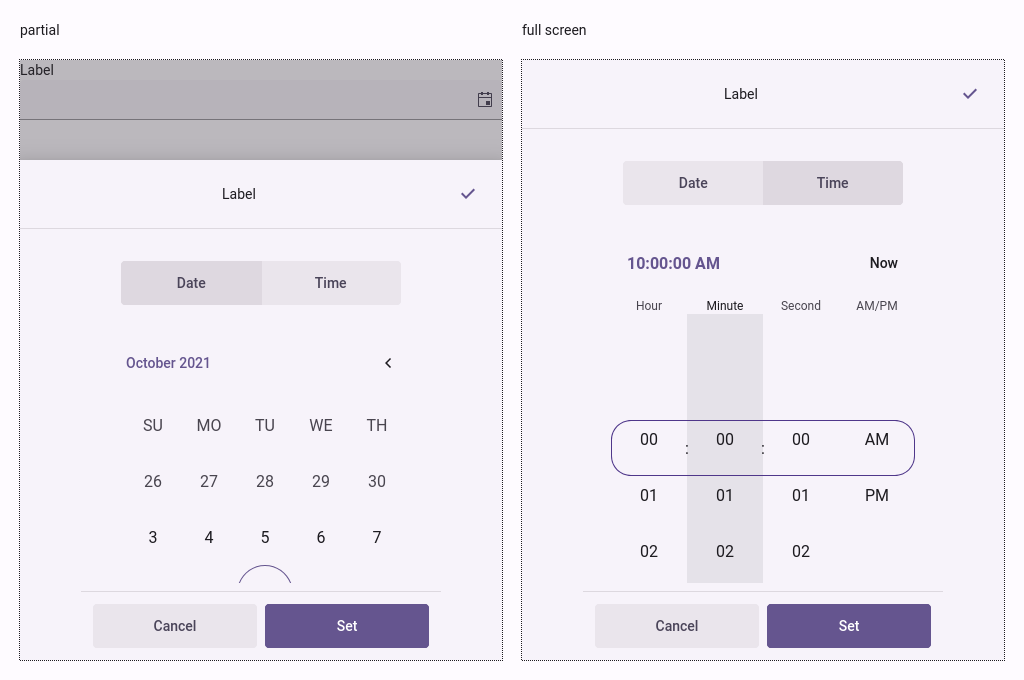 partial
Label
Label
Date Time
October 2021
SU MO TU WE TH
26 27 28 29 30
3 4 5 6 7
Cancel Set
full screen
Label
Date Time
10:00:00 AM Now
Hour Minute Second AM/PM
00 : 00 : 00 AM
01 01 01 PM
02 02 02
Cancel Set